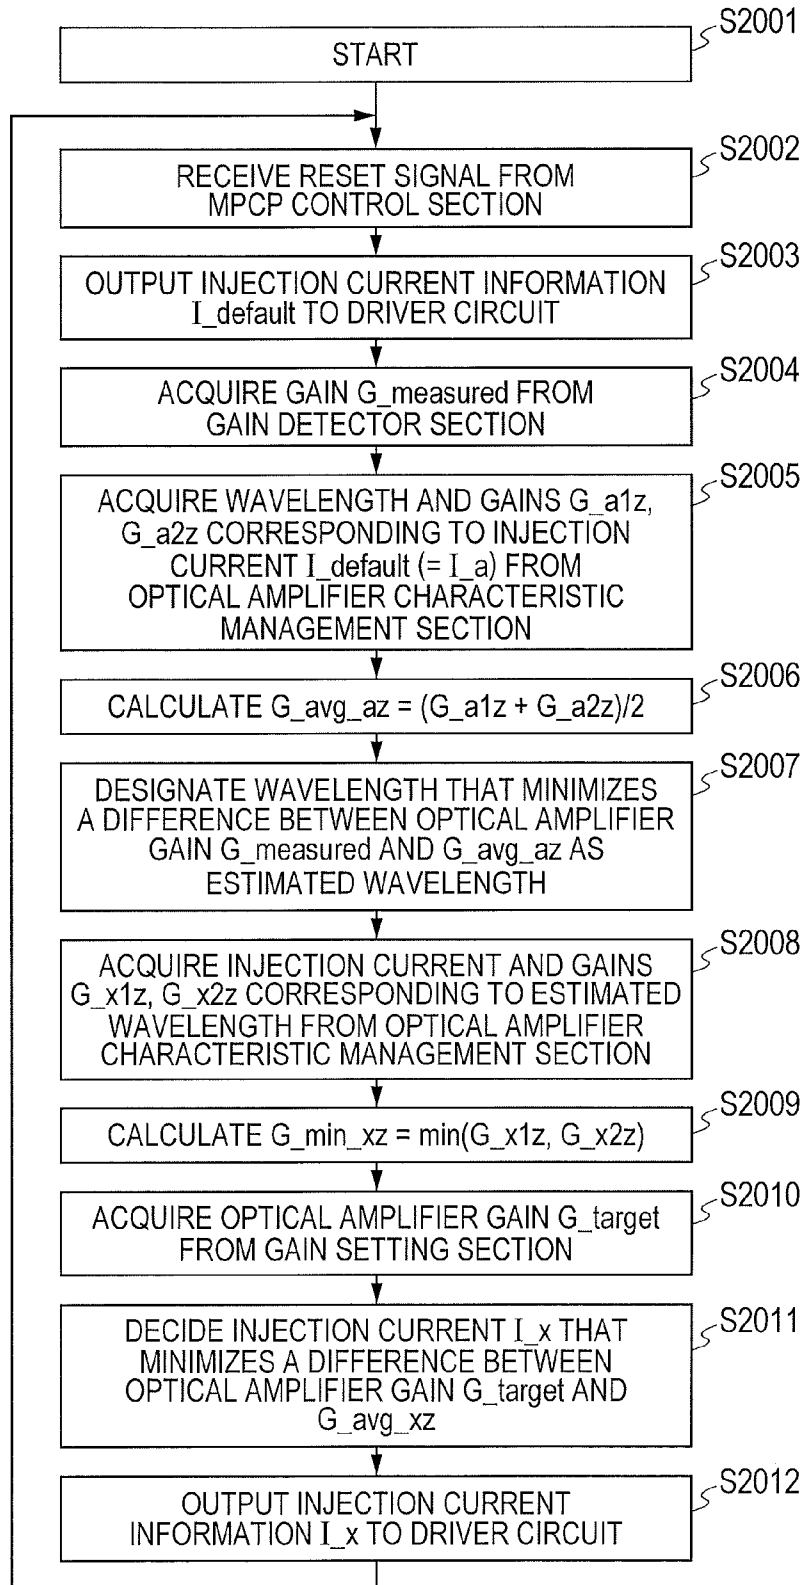 S2001
START
S2002
RECEIVE RESET SIGNAL FROM
MPCP CONTROL SECTION
S2003
OUTPUT INJECTION CURRENT INFORMATION
I_default TO DRIVER CIRCUIT
S2004
ACQUIRE GAIN G_measured FROM
GAIN DETECTOR SECTION
S2005
ACQUIRE WAVELENGTH AND GAINS G_a1z,
G_a2z CORRESPONDING TO INJECTION
CURRENT I_default (= I_a) FROM
OPTICAL AMPLIFIER CHARACTERISTIC
MANAGEMENT SECTION
S2006
CALCULATE G_avg_az = (G_a1z + G_a2z)/2
S2007
DESIGNATE WAVELENGTH THAT MINIMIZES
A DIFFERENCE BETWEEN OPTICAL AMPLIFIER
GAIN G_measured AND G_avg_az AS
ESTIMATED WAVELENGTH
S2008
ACQUIRE INJECTION CURRENT AND GAINS
G_x1z, G_x2z CORRESPONDING TO ESTIMATED
WAVELENGTH FROM OPTICAL AMPLIFIER
CHARACTERISTIC MANAGEMENT SECTION
S2009
CALCULATE G_min_xz = min(G_x1z, G_x2z)
S2010
ACQUIRE OPTICAL AMPLIFIER GAIN G_target
FROM GAIN SETTING SECTION
S2011
DECIDE INJECTION CURRENT I_x THAT
MINIMIZES A DIFFERENCE BETWEEN
OPTICAL AMPLIFIER GAIN G_target AND
G_avg_xz
S2012
OUTPUT INJECTION CURRENT
INFORMATION I_x TO DRIVER CIRCUIT